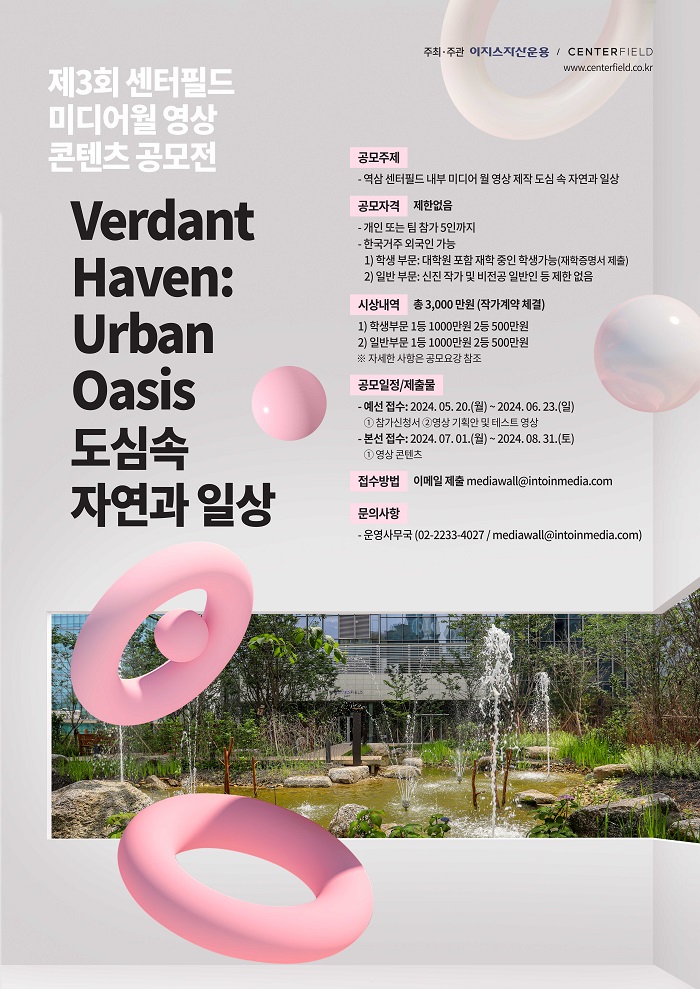 주최·주관 이지스자산운용 / CENTERFIELD
www.centerfield.co.kr
제3회 센터필드
미디어월 영상
콘텐츠 공모전
Verdant
Haven:
Urban
Oasis
도심속
자연과 일상
공모주제
- 역삼 센터필드 내부 미디어 월 영상 제작 도심 속 자연과 일상
공모자격 제한없음
- 개인 또는 팀 참가 5인까지
- 한국거주 외국인 가능
1) 학생 부문: 대학원 포함 재학 중인 학생가능(재학증명서 제출)
2) 일반 부문: 신진 작가 및 비전공 일반인 등 제한 없음
시상내역 총 3,000 만원 (작가계약 체결)
1) 학생부문 1등 1000만원 2등 500만원
2) 일반부문 1등 1000만원 2등 500만원
※ 자세한 사항은 공모요강 참조
공모일정/제출물
- 예선 접수: 2024. 05. 20.(월) ~ 2024. 06. 23.(일)
① 참가신청서 ②영상 기획안 및 테스트 영상
- 본선 접수: 2024. 07. 01.(월) ~ 2024. 08. 31.(토)
① 영상 콘텐츠
접수방법 이메일 제출 mediawall@intoinmedia.com
문의사항
- 운영사무국 (02-2233-4027 / mediawall@intoinmedia.com)